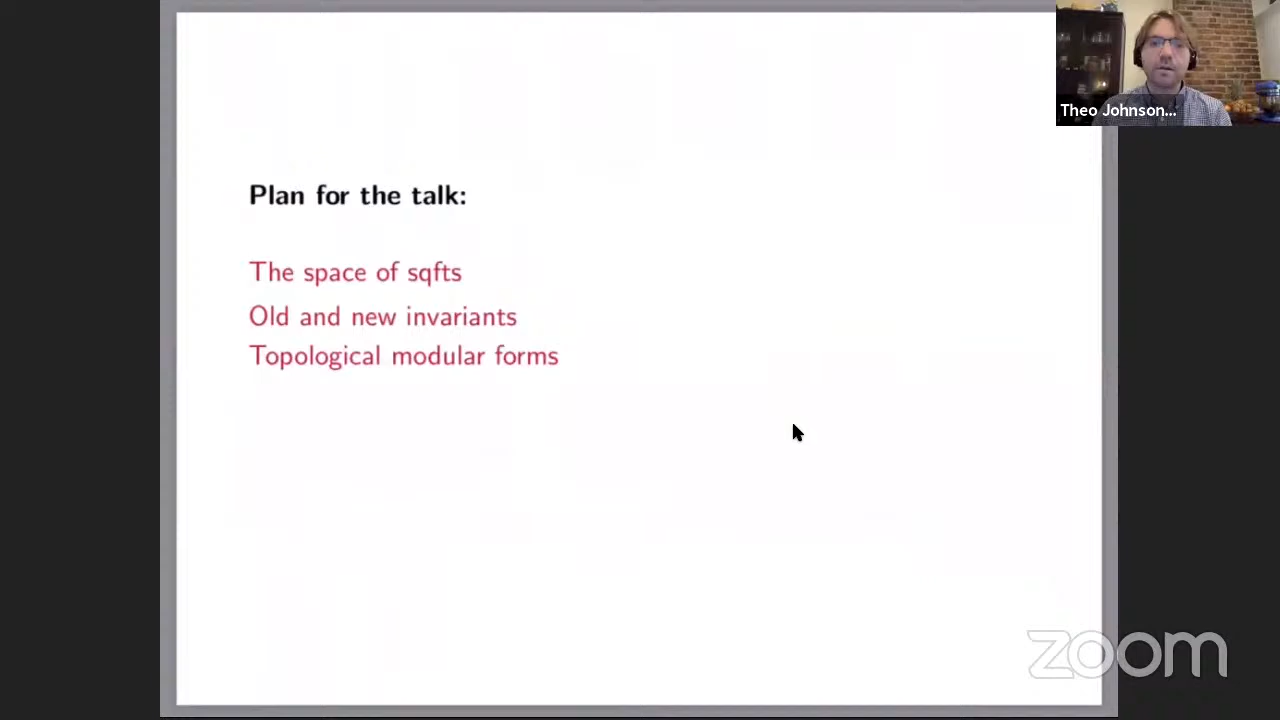 Theo Johnson...
Plan for the talk:
The space of sqfts
Old and new invariants
Topological modular forms
zoom